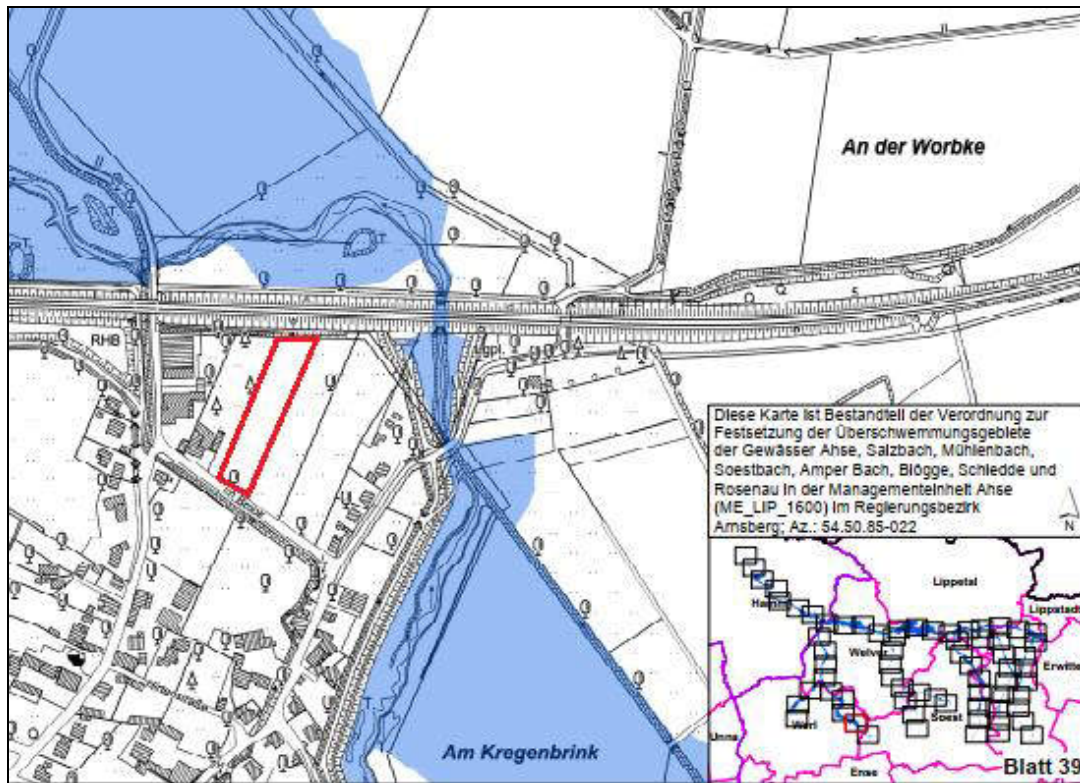 An der Worbke
RHB
Lgpl.
T
T
T
T
Diese Karte ist Bestandteil der Verordnung zur
Festsetzung der Überschwemmungsgebiete
der Gewässer Ahse, Salzbach, Mühlenbach,
Soestbach, Amper Bach, Blögge, Schledde und
Rosenau in der Managementeinheit Ahse
(ME_LIP_1600) im Regierungsbezirk
Arnsberg; Az.: 54.50.85-022
N
Lippetal
Hamm
Lippstadt
Welver
Erwitte
Werl
Soest
Unna
Ense
Am Kregenbrink
Blatt 39